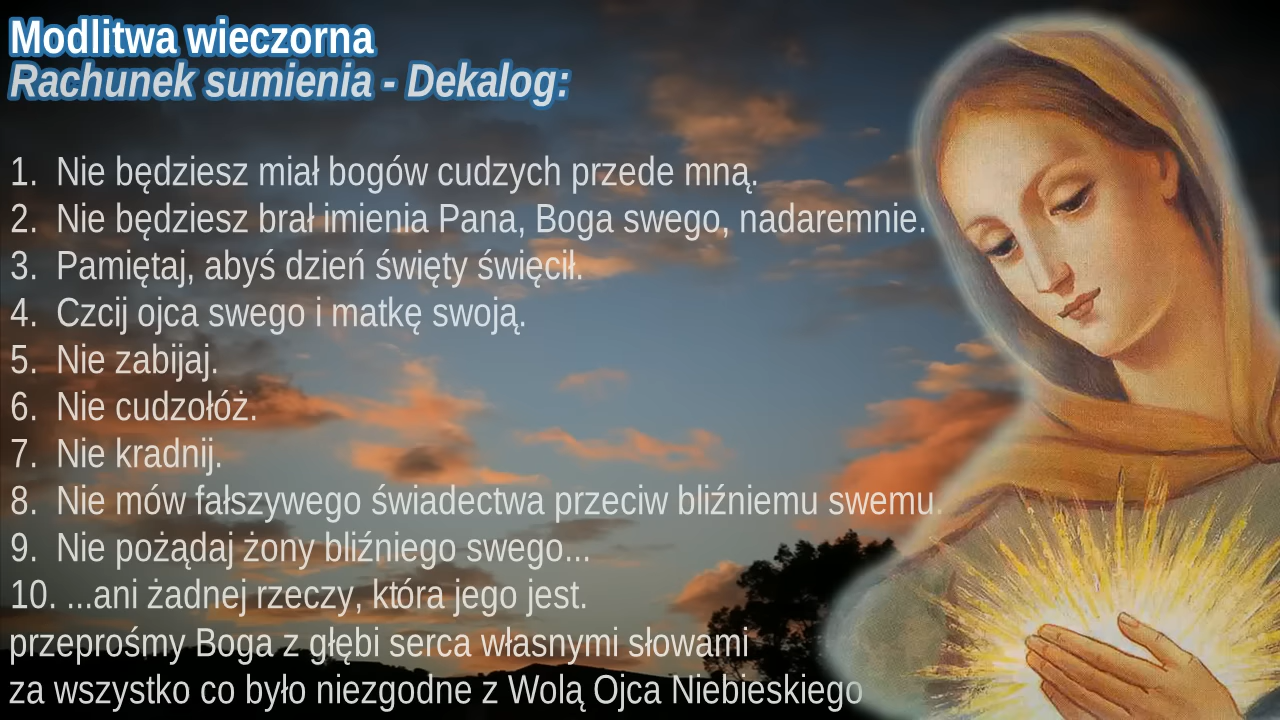 Modlitwa wieczorna
Rachunek sumienia - Dekalog:
1. Nie będziesz miał bogów cudzych przede mną.
2. Nie będziesz brał imienia Pana, Boga swego, nadaremnie.
3. Pamiętaj, abyś dzień święty święcił.
4. Czcij ojca swego i matkę swoją.
5. Nie zabijaj.
6. Nie cudzołóż.
7. Nie kradnij.
8. Nie mów fałszywego świadectwa przeciw bliźniemu swemu.
9. Nie pożądaj żony bliźniego swego...
10. ...ani żadnej rzeczy, która jego jest.
przeprośmy Boga z głębi serca własnymi słowami
za wszystko co było niezgodne z Wolą Ojca Niebieskiego